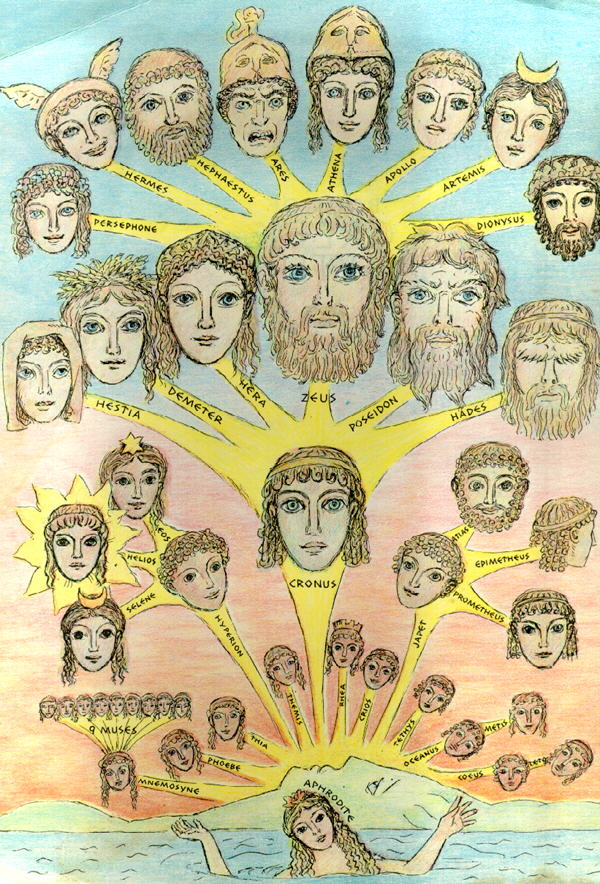 HERMES
HEPHAESTUS
ARES
ATHENA
APOLLO
ARTEMIS
PERSEPHONE
DIONYSUS
HESTIA
DEMETER
HERA
ZEUS
POSEIDON
HADES
EOS
HELIOS
SELENE
HYPERION
CRONUS
ATLAS
EPIMETHEUS
PROMETHEUS
JAPET
THEMIS
RHEA
CRIOS
TETHYS
9 MUSES
THIA
PHOEBE
MNEMOSYNE
OCEANUS
METIS
COEUS
APHRODITE